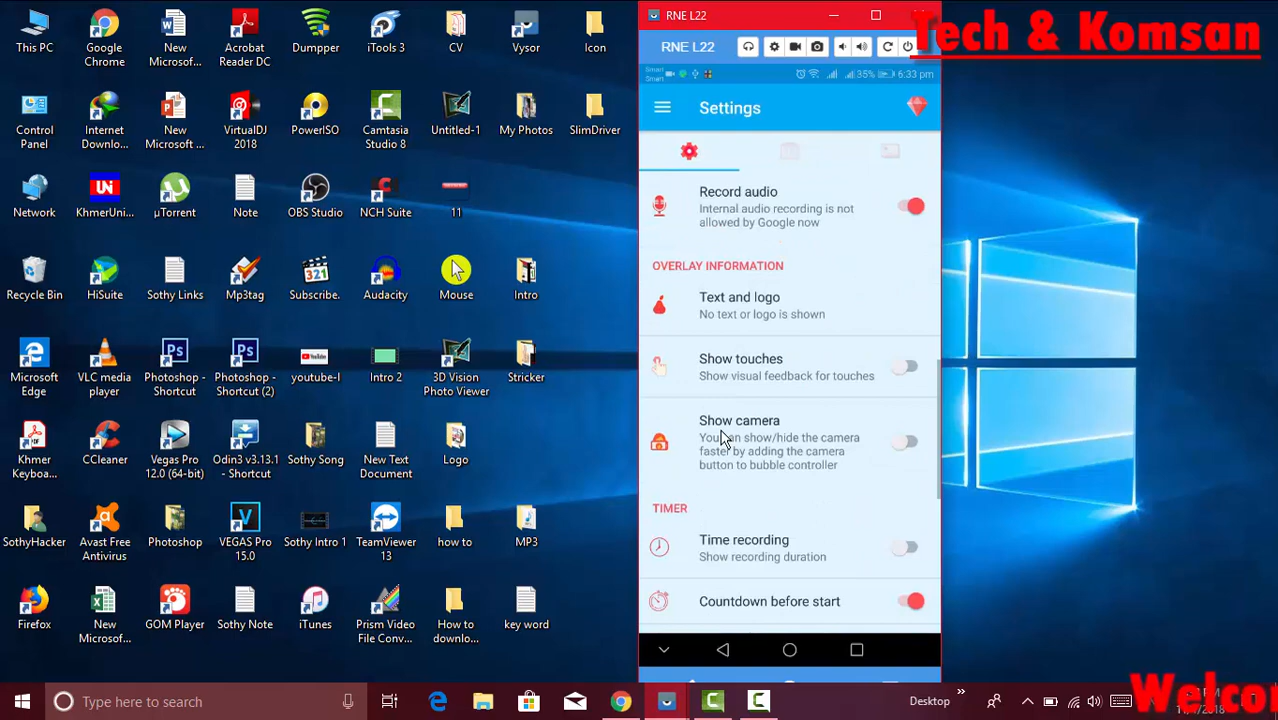 RNE L22
Tech & Komsan
RNE L22
Smart
Smart
35%
6:33 pm
Settings
Record audio
Internal audio recording is not
allowed by Google now
OVERLAY INFORMATION
Text and logo
No text or logo is shown
Show touches
Show visual feedback for touches
Show camera
You can show/hide the camera
faster by adding the camera
button to bubble controller
TIMER
Time recording
Show recording duration
Countdown before start
This PC
Google
Chrome
New
Microsof...
Acrobat
Reader DC
Dumpper
iTools 3
CV
Vysor
Icon
Control
Panel
Internet
Downlo...
New
Microsoft ...
VirtualDJ
2018
PowerISO
Camtasia
Studio 8
Untitled-1
My Photos
SlimDriver
Network
KhmerUni...
µTorrent
Note
OBS Studio
NCH Suite
11
Recycle Bin
HiSuite
Sothy Links
Mp3tag
Subscribe.
Audacity
Mouse
Intro
Microsoft
Edge
VLC media
player
Photoshop -
Shortcut
Photoshop -
Shortcut (2)
youtube-l
Intro 2
3D Vision
Photo Viewer
Stricker
Khmer
Keyboa...
CCleaner
Vegas Pro
12.0 (64-bit)
Odin3 v3.13.1
- Shortcut
Sothy Song
New Text
Document
Logo
SothyHacker
Avast Free
Antivirus
Photoshop
VEGAS Pro
15.0
Sothy Intro 1
TeamViewer
13
how to
MP3
Firefox
New
Microsof...
GOM Player
Sothy Note
iTunes
Prism Video
File Conv...
How to
downlo...
key word
Type here to search
Desktop
Welcom